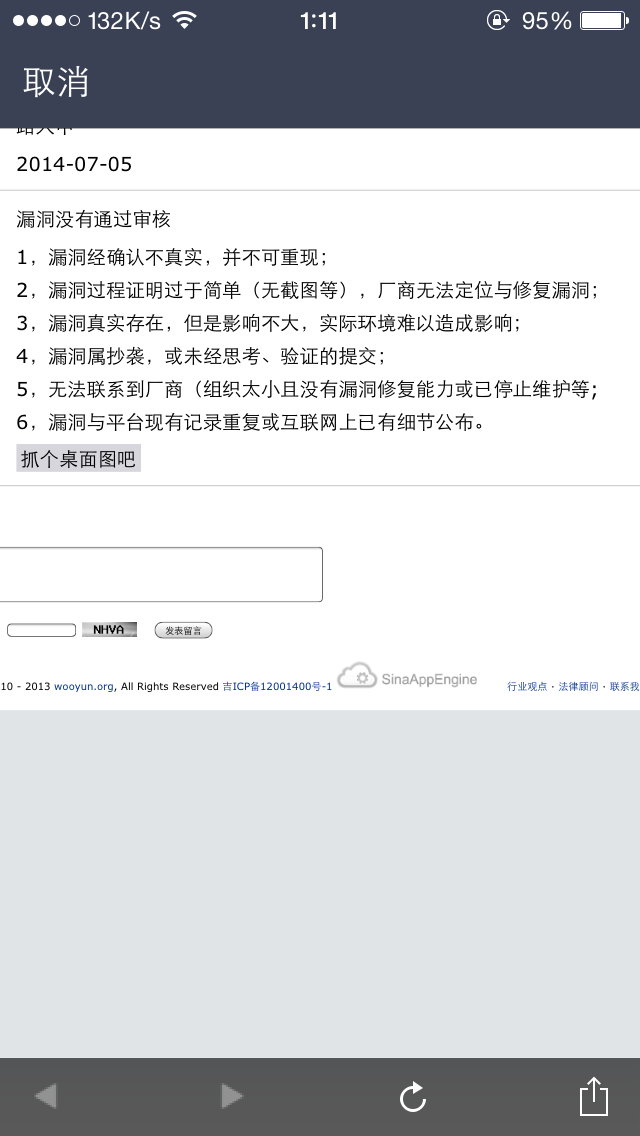 132K/s 1:11 95%
取消
2014-07-05
漏洞没有通过审核
1，漏洞经确认不真实，并不可重现；
2，漏洞过程证明过于简单（无截图等），厂商无法定位与修复漏洞；
3，漏洞真实存在，但是影响不大，实际环境难以造成影响；
4，漏洞属抄袭，或未经思考、验证的提交；
5，无法联系到厂商（组织太小且没有漏洞修复能力或已停止维护等;
6，漏洞与平台现有记录重复或互联网上已有细节公布。
抓个桌面图吧
NHVA 发表留言
10 - 2013 wooyun.org, All Rights Reserved 吉ICP备12001400号-1 SinaAppEngine 行业观点 · 法律顾问 · 联系我